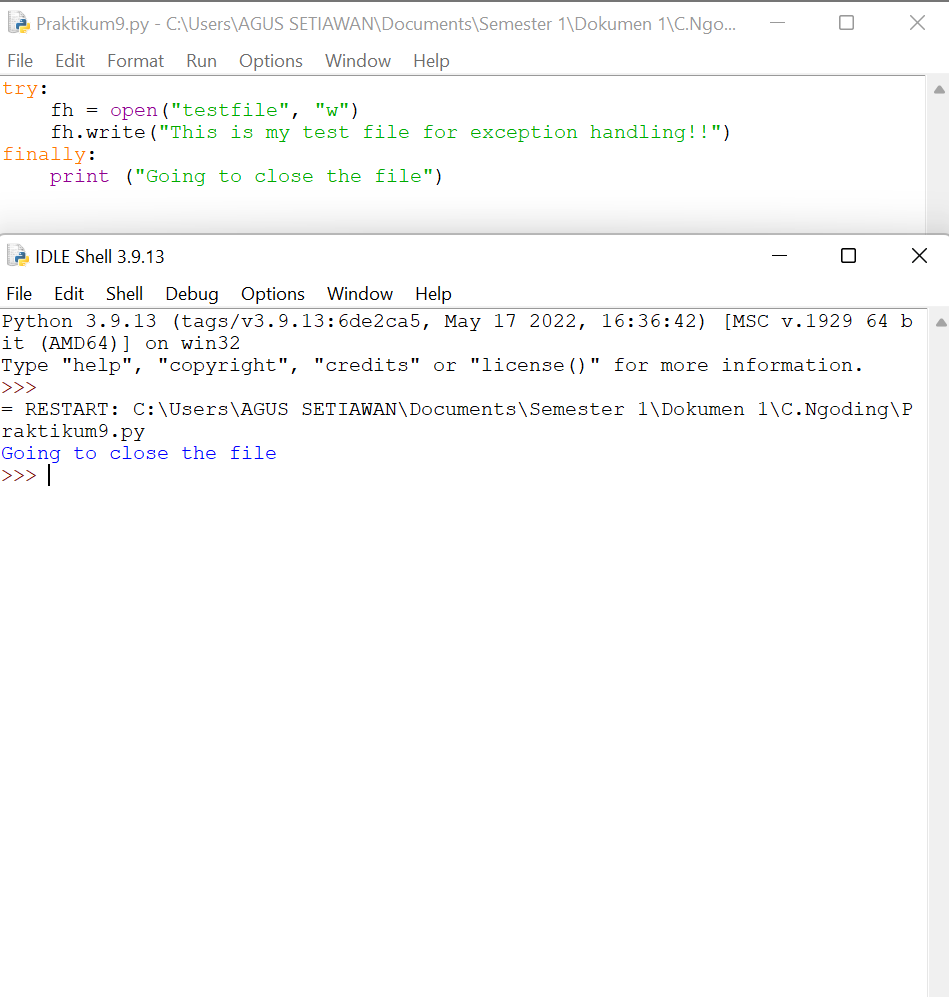 Praktikum9.py - C:\Users\AGUS SETIAWAN\Documents\Semester 1\Dokumen 1\C.Ngo...
File Edit Format Run Options Window Help
try:
    fh = open("testfile", "w")
    fh.write("This is my test file for exception handling!!")
finally:
    print ("Going to close the file")
IDLE Shell 3.9.13
File Edit Shell Debug Options Window Help
Python 3.9.13 (tags/v3.9.13:6de2ca5, May 17 2022, 16:36:42) [MSC v.1929 64 b
it (AMD64)] on win32
Type "help", "copyright", "credits" or "license()" for more information.
>>>
= RESTART: C:\Users\AGUS SETIAWAN\Documents\Semester 1\Dokumen 1\C.Ngoding\P
raktikum9.py
Going to close the file
>>>